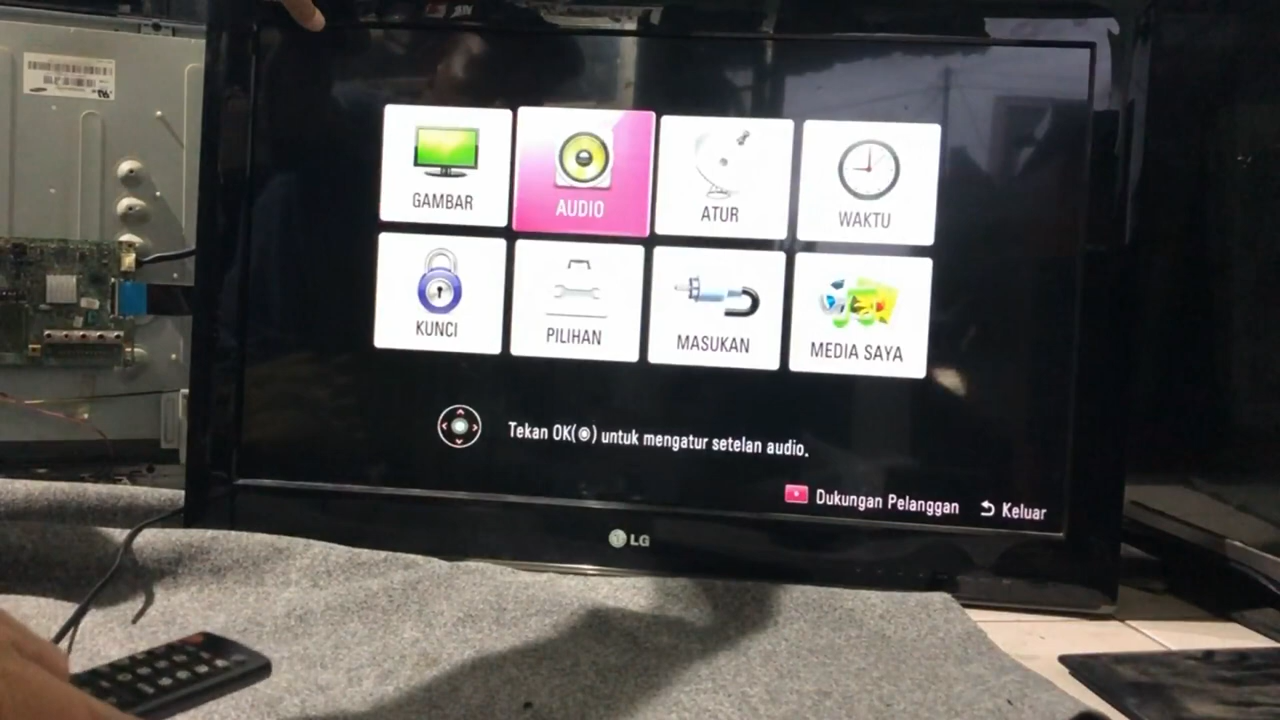 GAMBAR
AUDIO
ATUR
WAKTU
KUNCI
PILIHAN
MASUKAN
MEDIA SAYA
Tekan OK(◉) untuk mengatur setelan audio.
Dukungan Pelanggan
Keluar
LG